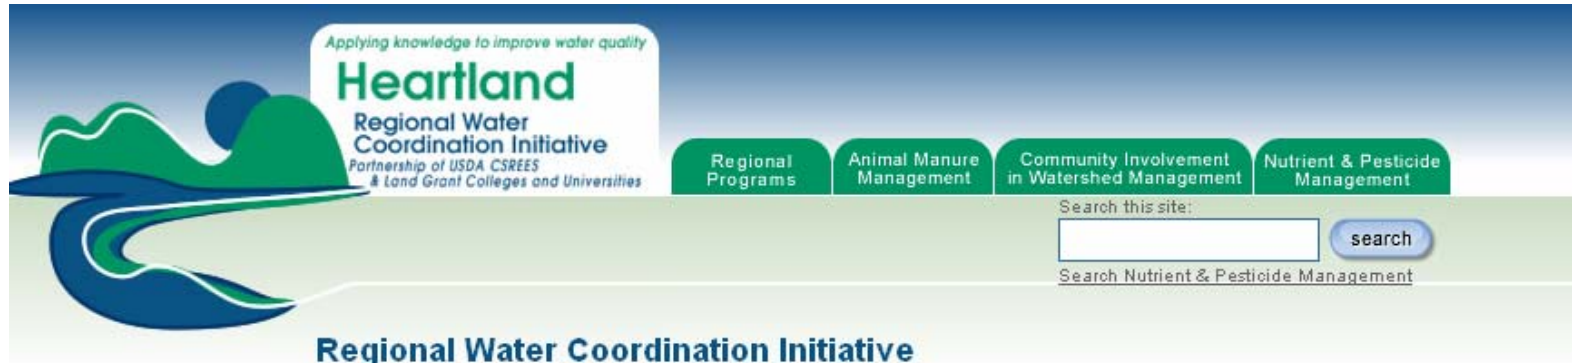 Applying knowledge to improve water quality
Heartland
Regional Water
Coordination Initiative
Partnership of USDA CSREES
& Land Grant Colleges and Universities
Regional
Programs
Animal Manure
Management
Community Involvement
in Watershed Management
Nutrient & Pesticide
Management
Search this site:
search
Search Nutrient & Pesticide Management
Regional Water Coordination Initiative